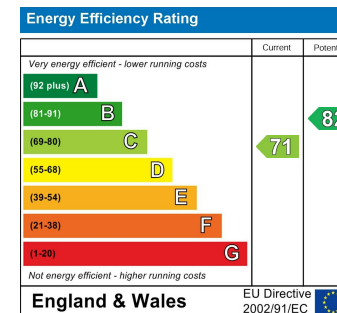 Energy Efficiency Rating
Current
Very energy efficient - lower running costs
(92 plus) A
(81-91) B
(69-80) C
71
(55-68) D
(39-54) E
(21-38) F
(1-20) G
Not energy efficient - higher running costs
England & Wales
EU Directive
2002/91/EC